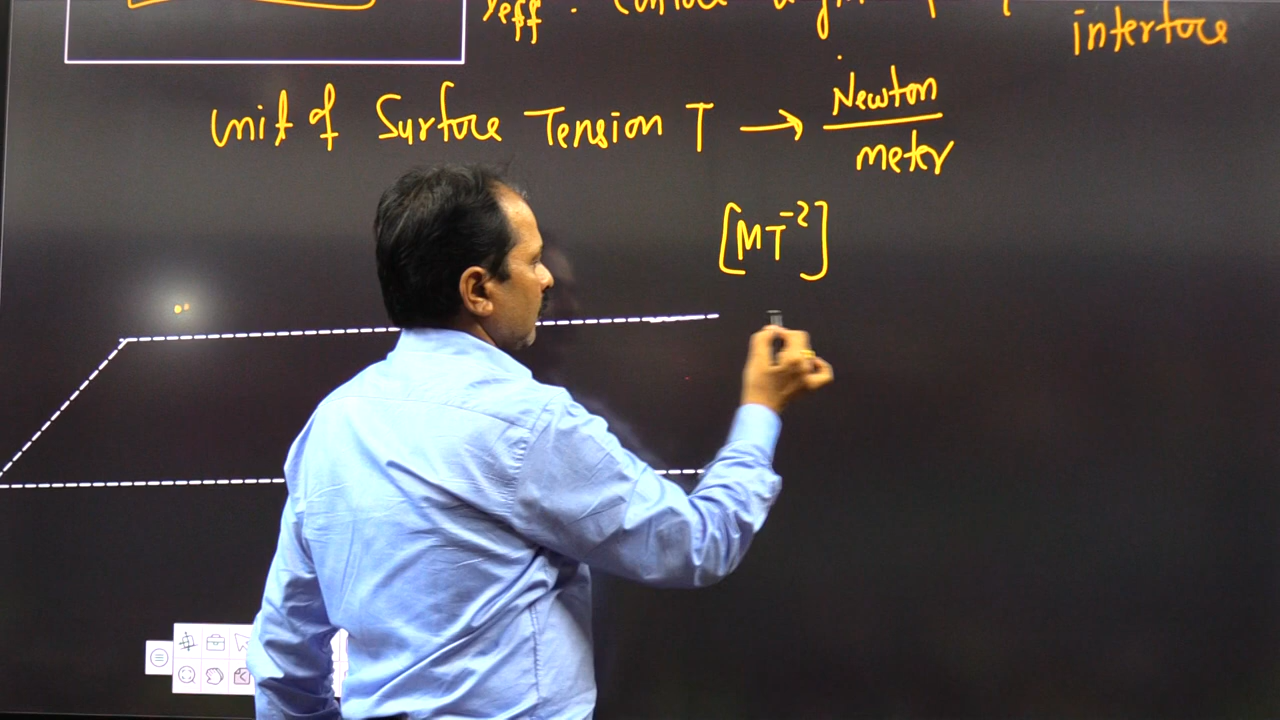 interface
Unit of Surface Tension T → Newton
meter
[MT⁻²]